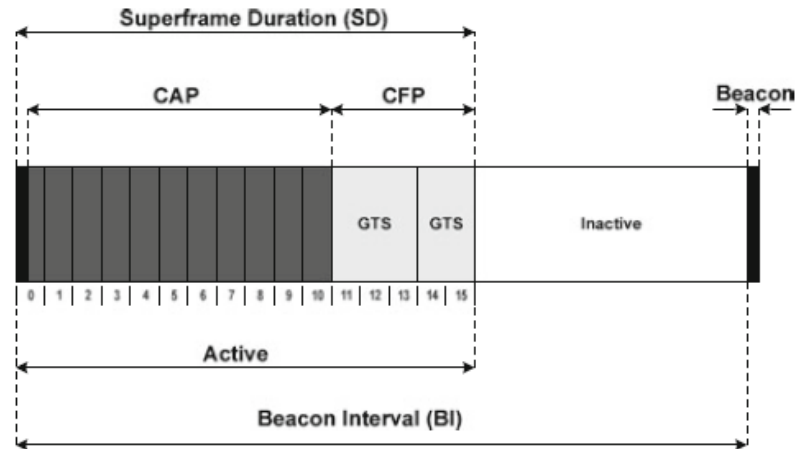 Superframe Duration (SD)
CAP CFP Beacon
GTS GTS Inactive
0 1 2 3 4 5 6 7 8 9 10 11 12 13 14 15
Active
Beacon Interval (BI)